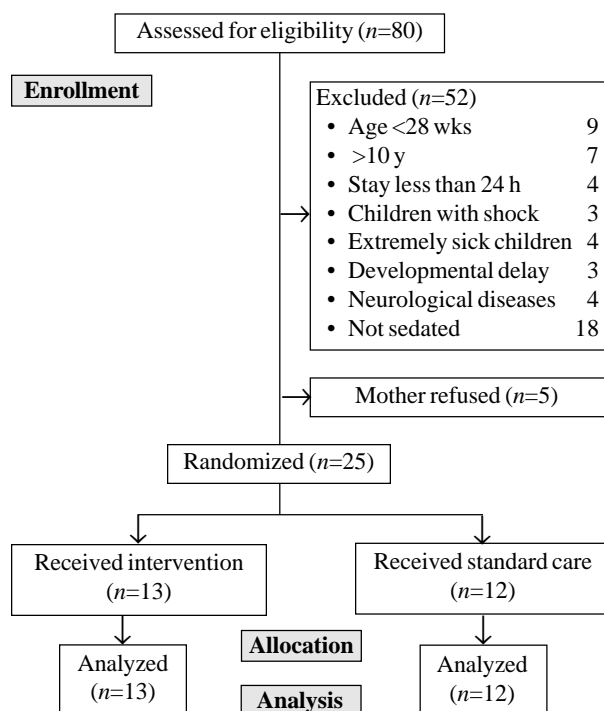 Assessed for eligibility (n=80)
Enrollment
Excluded (n=52)
• Age <28 wks 9
• >10 y 7
• Stay less than 24 h 4
• Children with shock 3
• Extremely sick children 4
• Developmental delay 3
• Neurological diseases 4
• Not sedated 18
Mother refused (n=5)
Randomized (n=25)
Received intervention
(n=13)
Received standard care
(n=12)
Allocation
Analyzed
(n=13)
Analyzed
(n=12)
Analysis